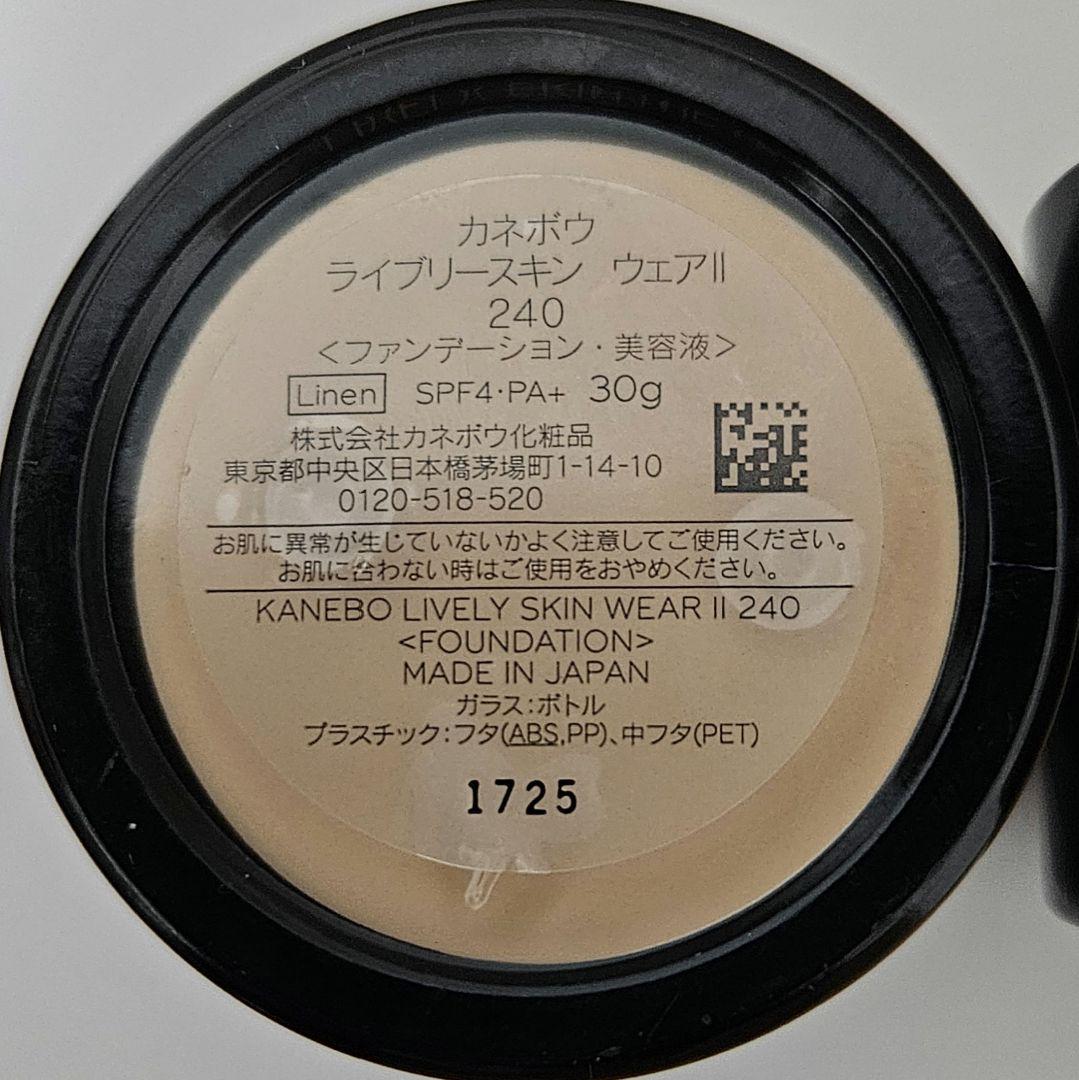 カネボウ
ライブリースキン ウェアII
240
<ファンデーション・美容液>
Linen SPF4・PA+ 30g
株式会社カネボウ化粧品
東京都中央区日本橋茅場町1-14-10
0120-518-520
お肌に異常が生じていないかよく注意してご使用ください。
お肌に合わない時はご使用をおやめください。
KANEBO LIVELY SKIN WEAR II 240
<FOUNDATION>
MADE IN JAPAN
ガラス:ボトル
プラスチック:フタ(ABS,PP)、中フタ(PET)
1725